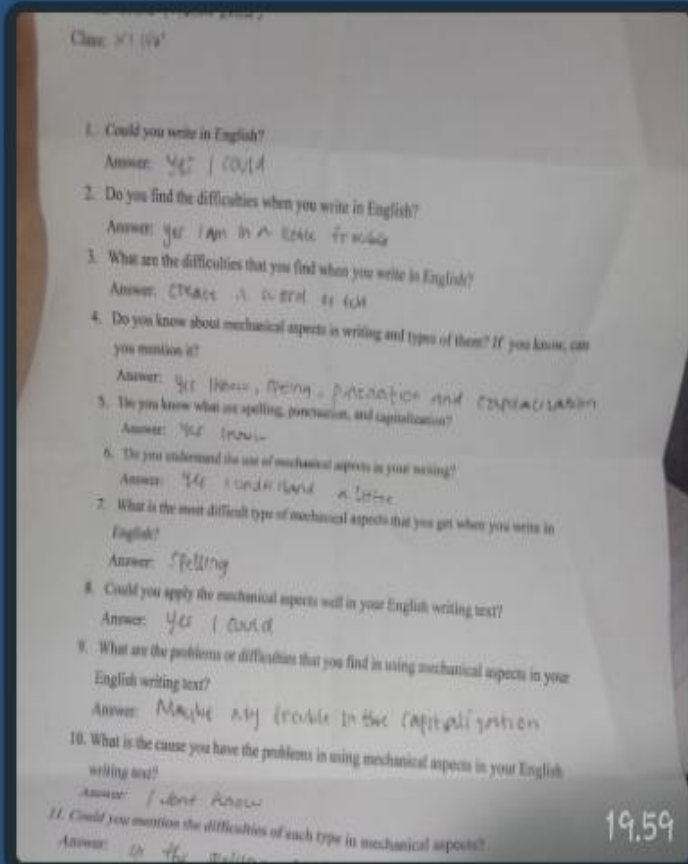 Class:
1. Could you write in English?
Answer: Yes I could
2. Do you find the difficulties when you write in English?
Answer: yes I am in a little trouble
3. What are the difficulties that you find when you write in English?
Answer: create a word or text
4. Do you know about mechanical aspects in writing and types of them? If you know, can
you mention it?
Answer: yes I know, and
5. Do you know what are spelling, punctuation, and capitalization?
Answer: yes I know
6. Do you understand the use of mechanical aspects in your writing?
Answer: yes I understand a little
7. What is the most difficult type of mechanical aspects that you get when you write in
English?
Answer: Spelling
8. Could you apply the mechanical aspects well in your English writing text?
Answer: yes I could
9. What are the problems or difficulties that you find in using mechanical aspects in your
English writing text?
Answer: Maybe my trouble in the Capitalization
10. What is the cause you have the problems in using mechanical aspects in your English
writing text?
Answer: I dont know
11. Could you mention the difficulties of each type in mechanical aspects?
Answer: in the
19.59